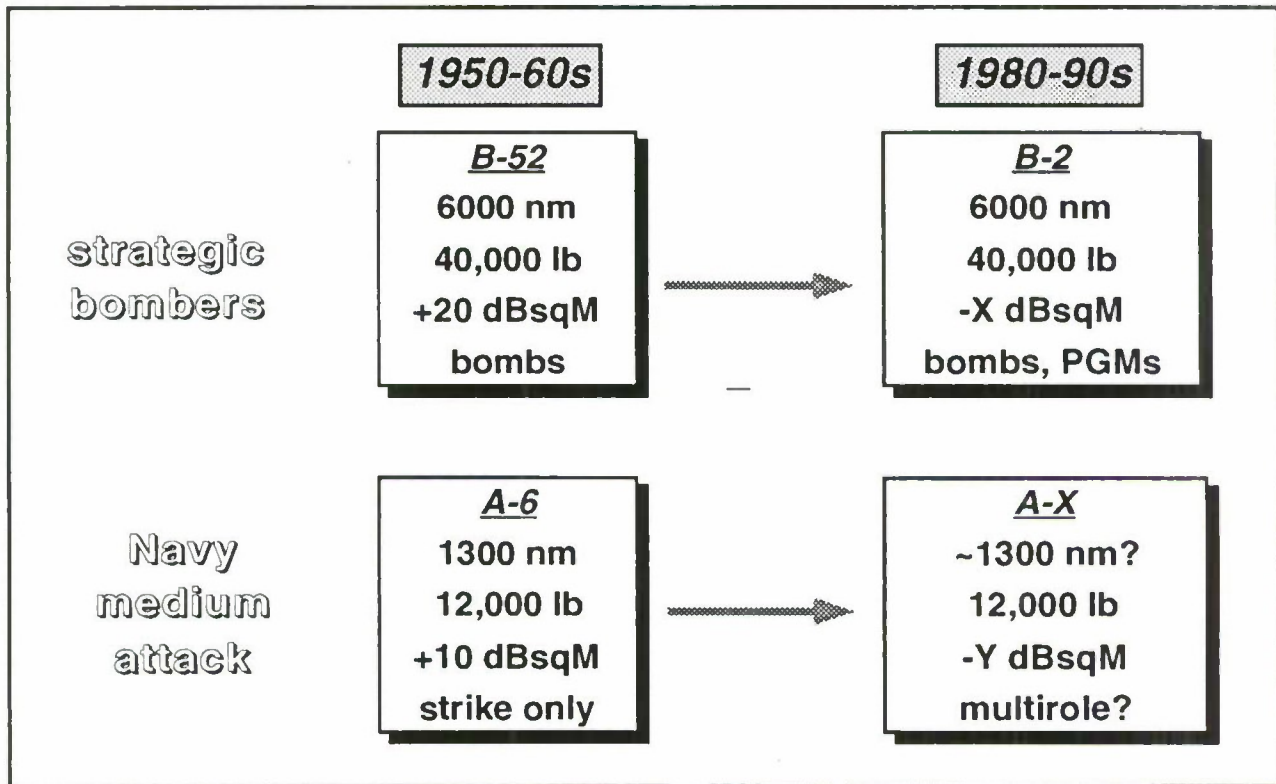 1950-60s
1980-90s
strategic
bombers
B-52
6000 nm
40,000 lb
+20 dBsqM
bombs
B-2
6000 nm
40,000 lb
-X dBsqM
bombs, PGMs
Navy
medium
attack
A-6
1300 nm
12,000 lb
+10 dBsqM
strike only
A-X
~1300 nm?
12,000 lb
-Y dBsqM
multirole?